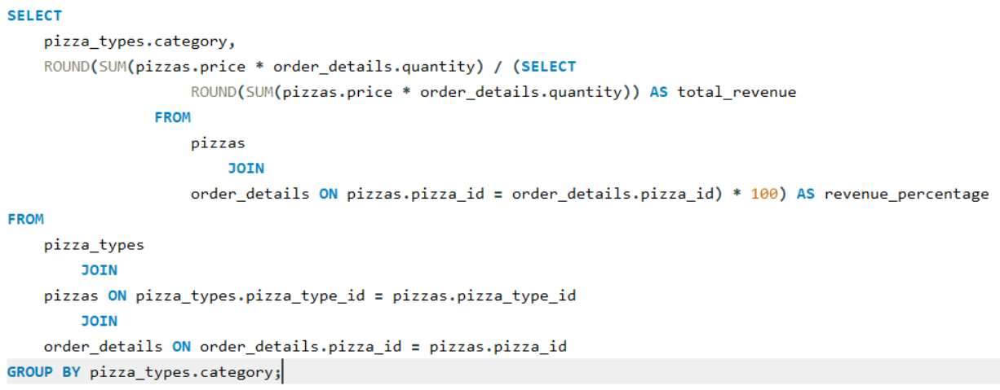 SELECT
    pizza_types.category,
    ROUND(SUM(pizzas.price * order_details.quantity) / (SELECT
                    ROUND(SUM(pizzas.price * order_details.quantity)) AS total_revenue
                FROM
                    pizzas
                        JOIN
                    order_details ON pizzas.pizza_id = order_details.pizza_id) * 100) AS revenue_percentage
FROM
    pizza_types
        JOIN
    pizzas ON pizza_types.pizza_type_id = pizzas.pizza_type_id
        JOIN
    order_details ON order_details.pizza_id = pizzas.pizza_id
GROUP BY pizza_types.category;